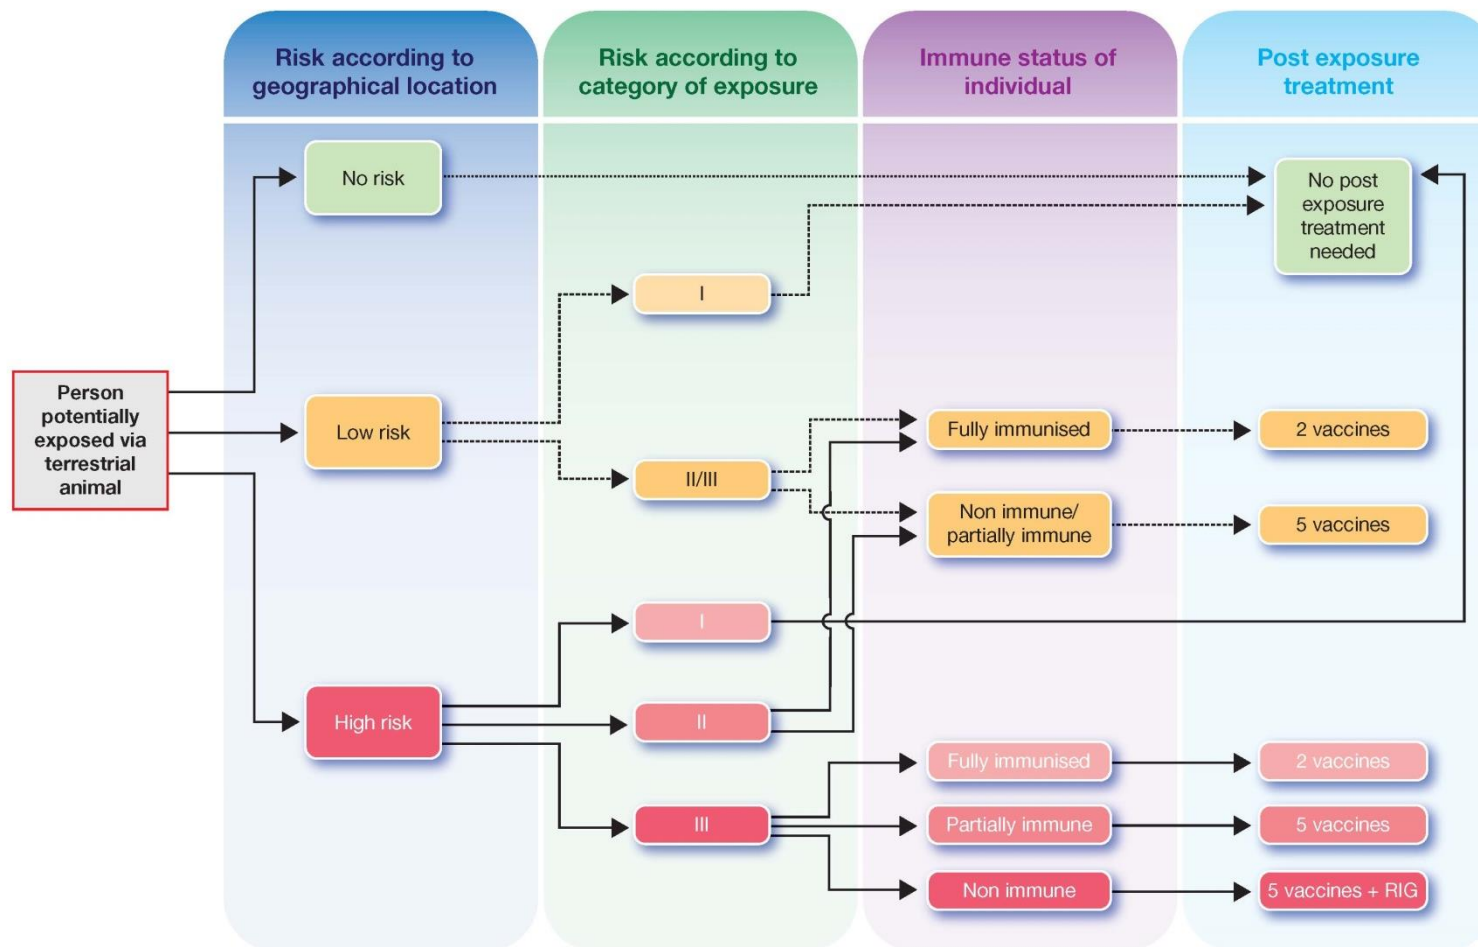 Risk according to
geographical location
Risk according to
category of exposure
Immune status of
individual
Post exposure
treatment
No risk
No post
exposure
treatment
needed
I
Person
potentially
exposed via
terrestrial
animal
Low risk
II/III
Fully immunised
2 vaccines
Non immune/
partially immune
5 vaccines
I
High risk
II
Fully immunised
2 vaccines
III
Partially immune
5 vaccines
Non immune
5 vaccines + RIG